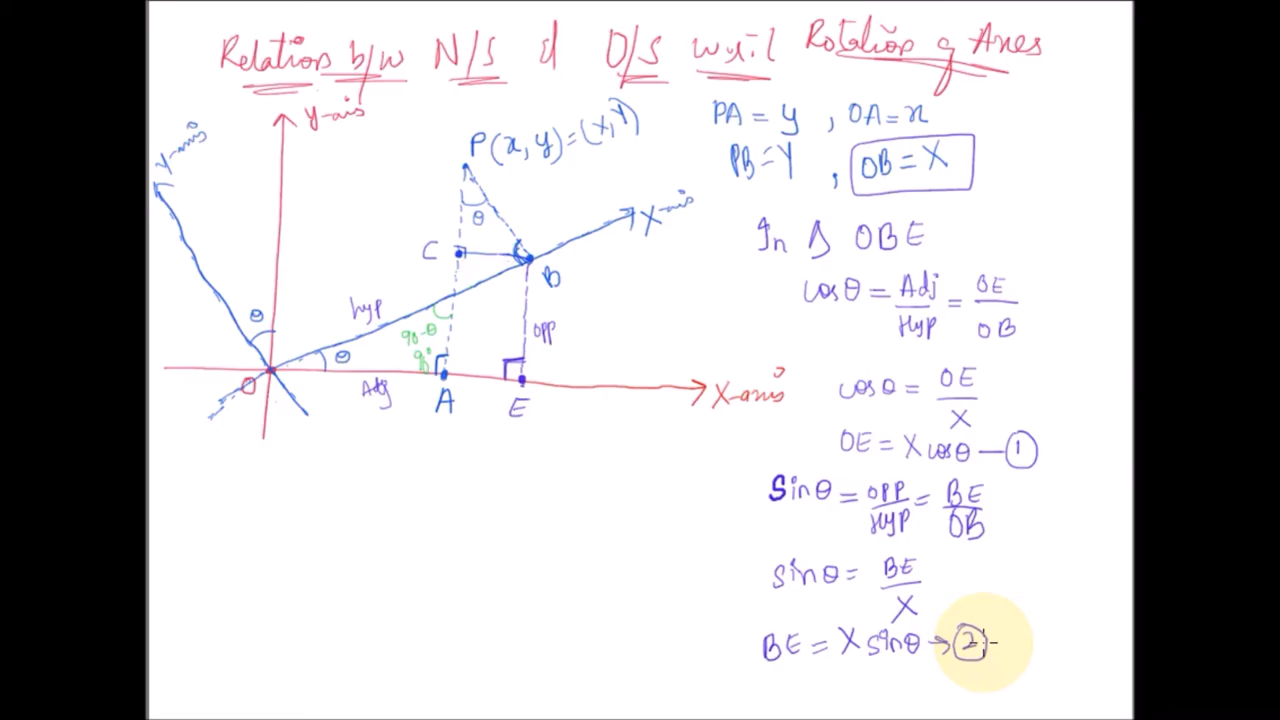 Relation b/w N/S & O/S w.r.t Rotation of Axes
Y-axis
Y-axis
P(x, y) = (X, Y)
θ
C
B
X-axis
hyp
θ
θ
90-θ
90°
opp
O
Adj
A
E
X-axis
PA = y , OA = x
PB = Y , OB = X
In Δ OBE
cosθ = Adj/Hyp = OE/OB
cosθ = OE/X
OE = X cosθ — 1
Sinθ = opp/Hyp = BE/OB
sinθ = BE/X
BE = X sinθ → 2